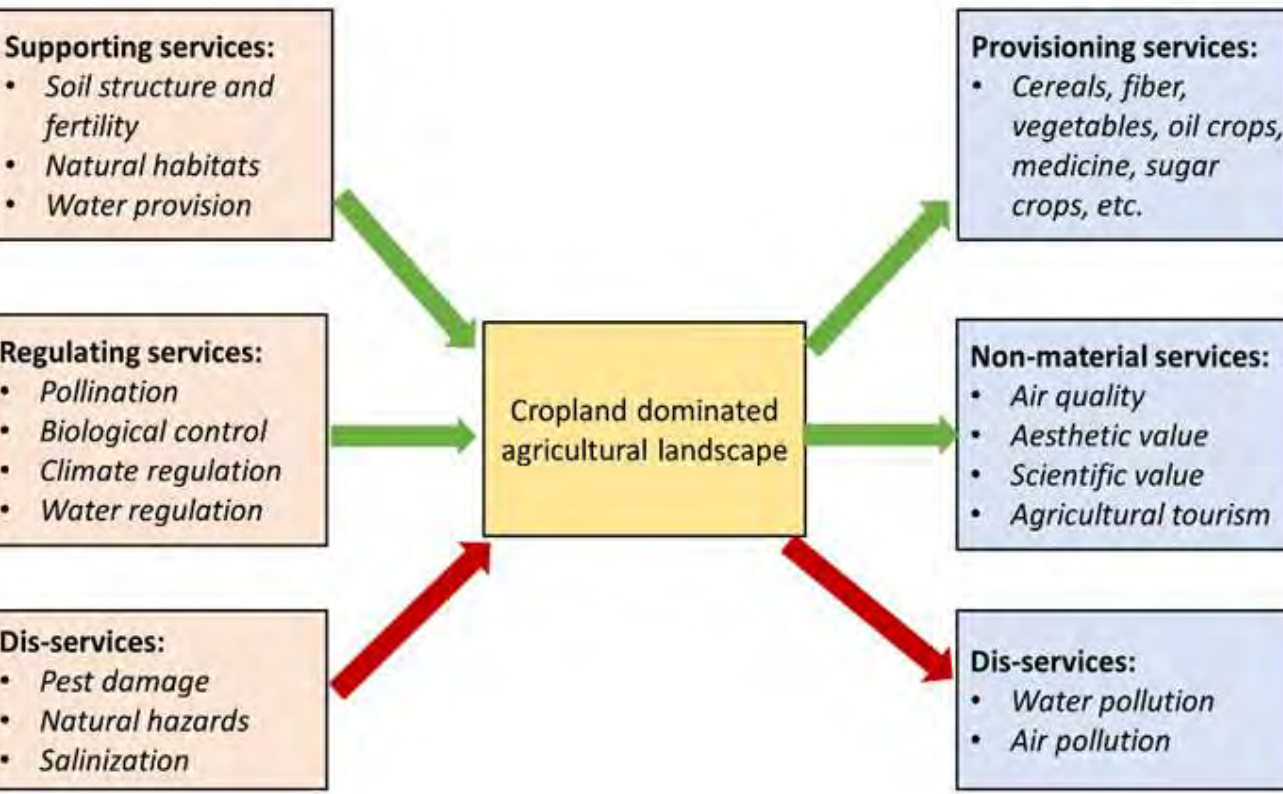 Supporting services:
• Soil structure and
fertility
• Natural habitats
• Water provision
Regulating services:
• Pollination
• Biological control
• Climate regulation
• Water regulation
Dis-services:
• Pest damage
• Natural hazards
• Salinization
Cropland dominated
agricultural landscape
Provisioning services:
• Cereals, fiber,
vegetables, oil crops,
medicine, sugar
crops, etc.
Non-material services:
• Air quality
• Aesthetic value
• Scientific value
• Agricultural tourism
Dis-services:
• Water pollution
• Air pollution